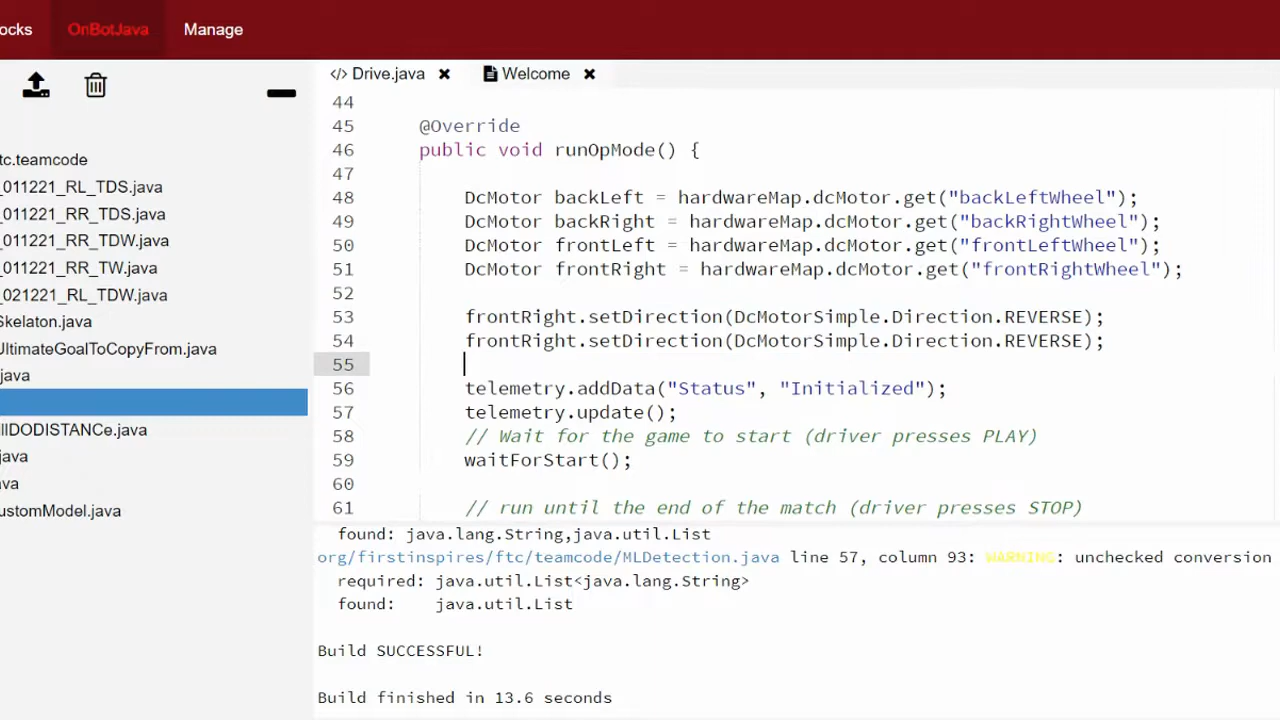 ocks OnBotJava Manage
Drive.java Welcome
tc.teamcode
_011221_RL_TDS.java
_011221_RR_TDS.java
_011221_RR_TDW.java
_011221_RR_TW.java
_021221_RL_TDW.java
Skelaton.java
UltimateGoalToCopyFrom.java
java
llDODISTANCe.java
java
va
ustomModel.java
44
45 @Override
46 public void runOpMode() {
47
48 DcMotor backLeft = hardwareMap.dcMotor.get("backLeftWheel");
49 DcMotor backRight = hardwareMap.dcMotor.get("backRightWheel");
50 DcMotor frontLeft = hardwareMap.dcMotor.get("frontLeftWheel");
51 DcMotor frontRight = hardwareMap.dcMotor.get("frontRightWheel");
52
53 frontRight.setDirection(DcMotorSimple.Direction.REVERSE);
54 frontRight.setDirection(DcMotorSimple.Direction.REVERSE);
55
56 telemetry.addData("Status", "Initialized");
57 telemetry.update();
58 // Wait for the game to start (driver presses PLAY)
59 waitForStart();
60
61 // run until the end of the match (driver presses STOP)
found: java.lang.String,java.util.List
org/firstinspires/ftc/teamcode/MLDetection.java line 57, column 93: WARNING: unchecked conversion
required: java.util.List<java.lang.String>
found: java.util.List
Build SUCCESSFUL!
Build finished in 13.6 seconds